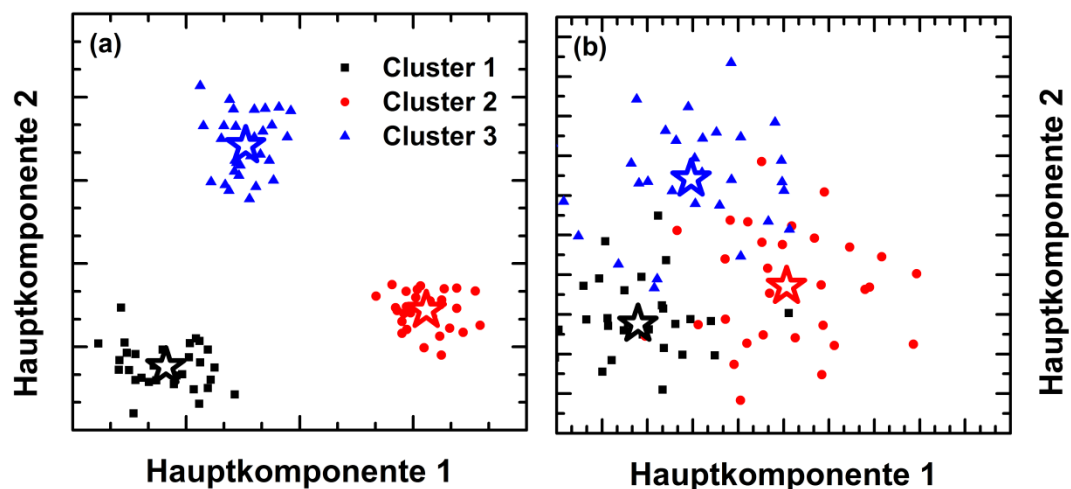 (a)
Cluster 1
Cluster 2
Cluster 3
Hauptkomponente 2
Hauptkomponente 1
(b)
Hauptkomponente 2
Hauptkomponente 1